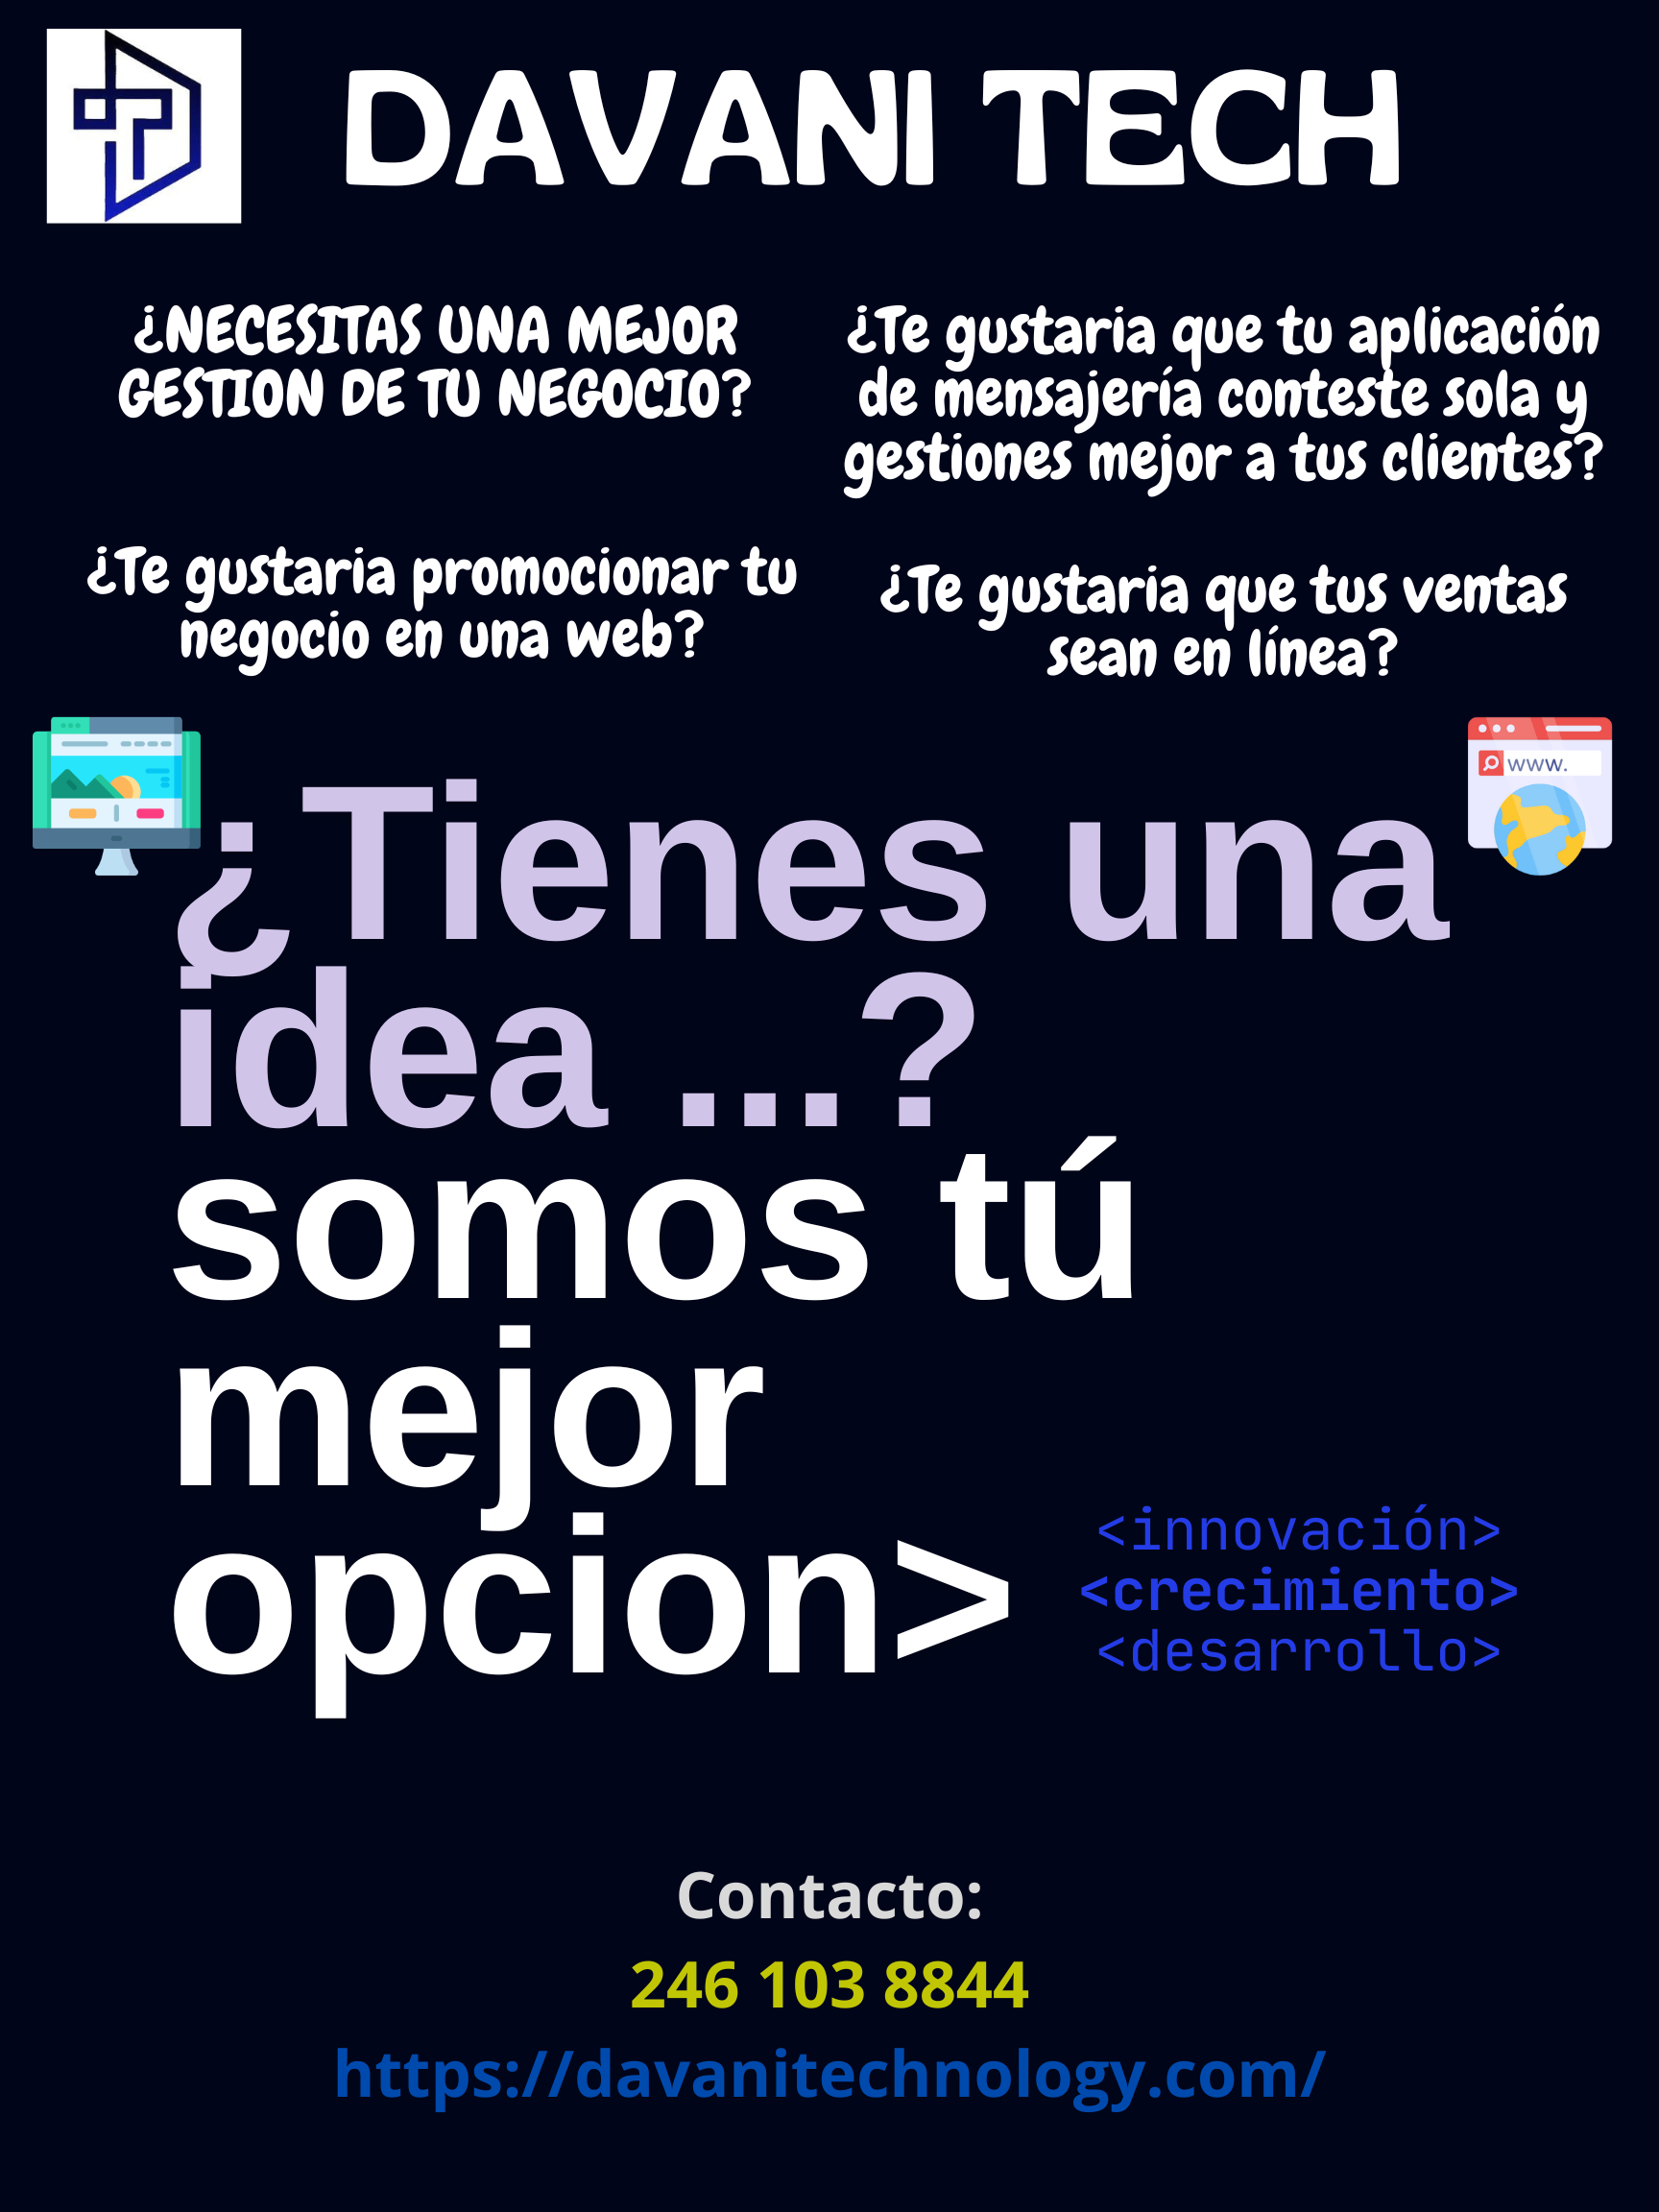 DAVANI TECH
¿NECESITAS UNA MEJOR
GESTION DE TU NEGOCIO?
¿Te gustaria que tu aplicación
de mensajería conteste sola y
gestiones mejor a tus clientes?
¿Te gustaria promocionar tu
negocio en una web?
¿Te gustaria que tus ventas
sean en línea?
www.
¿Tienes una
idea ...?
somos tú
mejor
opcion>
<innovación>
<crecimiento>
<desarrollo>
Contacto:
246 103 8844
https://davanitechnology.com/